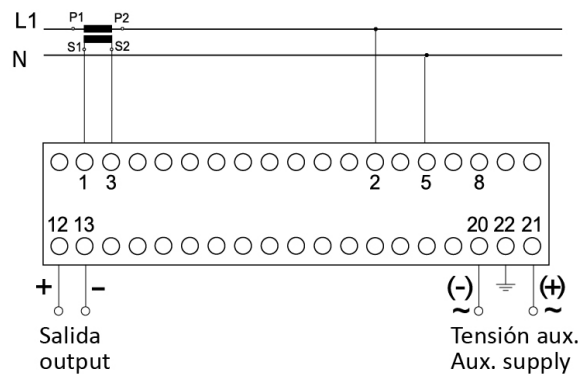 L1 P1 P2
S1 S2
N
1 3 2 5 8
12 13 20 22 21
+ - (-) (+)
~ ~
Salida Tensión aux.
output Aux. supply